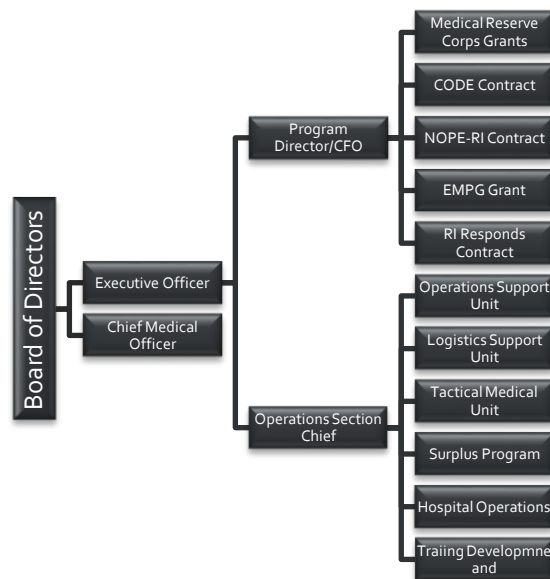 Board of Directors
Executive Officer
Chief Medical
Officer
Program
Director/CFO
Medical Reserve
Corps Grants
CODE Contract
NOPE-RI Contract
EMPG Grant
RI Responds
Contract
Operations Section
Chief
Operations Support
Unit
Logistics Support
Unit
Tactical Medical
Unit
Surplus Program
Hospital Operations
Traiing Developmne
and